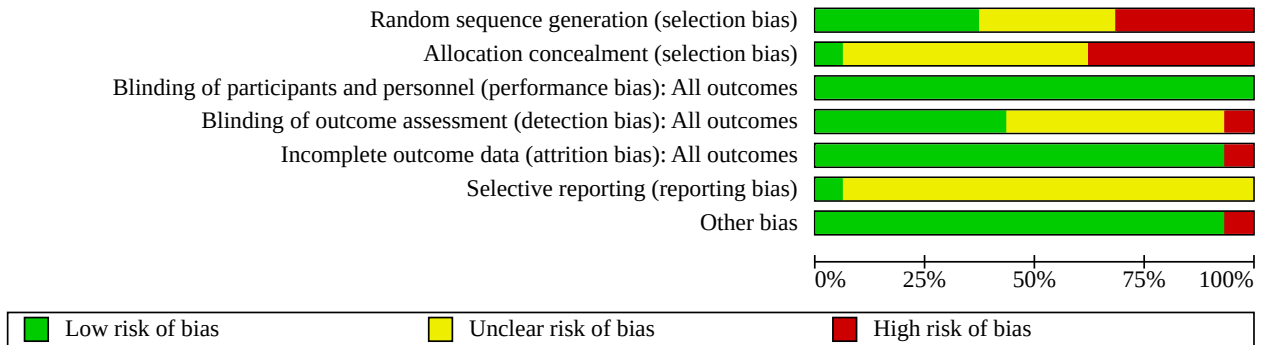 Random sequence generation (selection bias)
Allocation concealment (selection bias)
Blinding of participants and personnel (performance bias): All outcomes
Blinding of outcome assessment (detection bias): All outcomes
Incomplete outcome data (attrition bias): All outcomes
Selective reporting (reporting bias)
Other bias
0% 25% 50% 75% 100%
Low risk of bias Unclear risk of bias High risk of bias